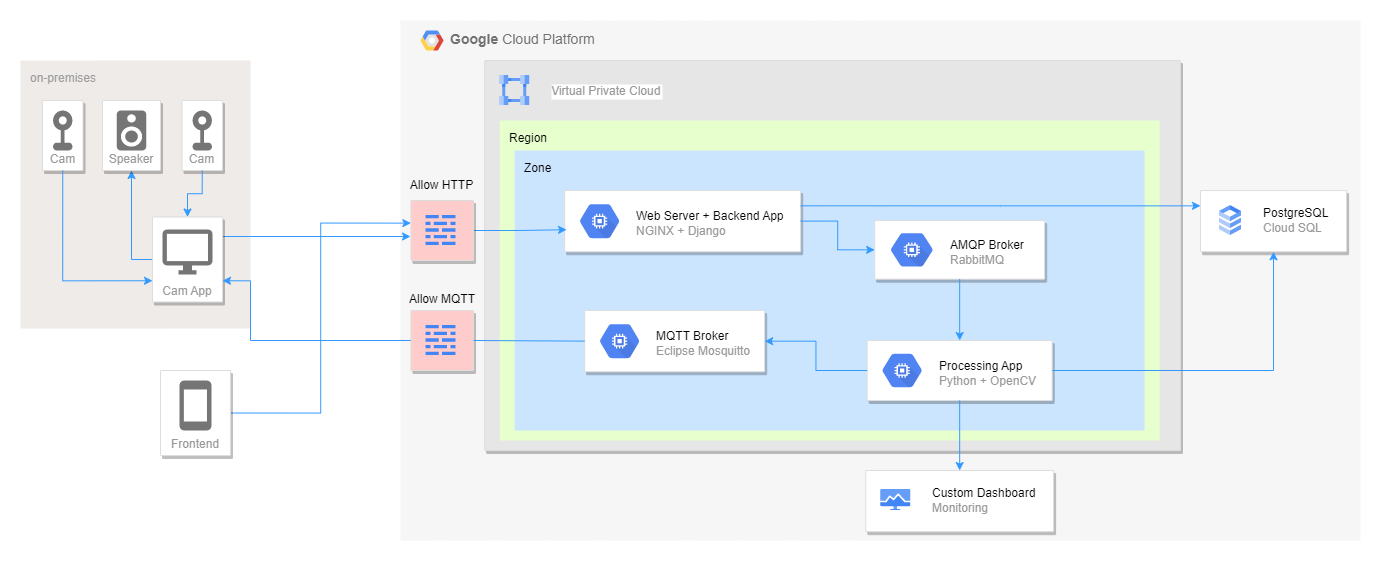 Google Cloud Platform
on-premises
Virtual Private Cloud
Cam
Speaker
Cam
Region
Zone
Allow HTTP
Web Server + Backend App
NGINX + Django
PostgreSQL
Cloud SQL
AMQP Broker
RabbitMQ
Cam App
Allow MQTT
MQTT Broker
Eclipse Mosquitto
Processing App
Python + OpenCV
Frontend
Custom Dashboard
Monitoring